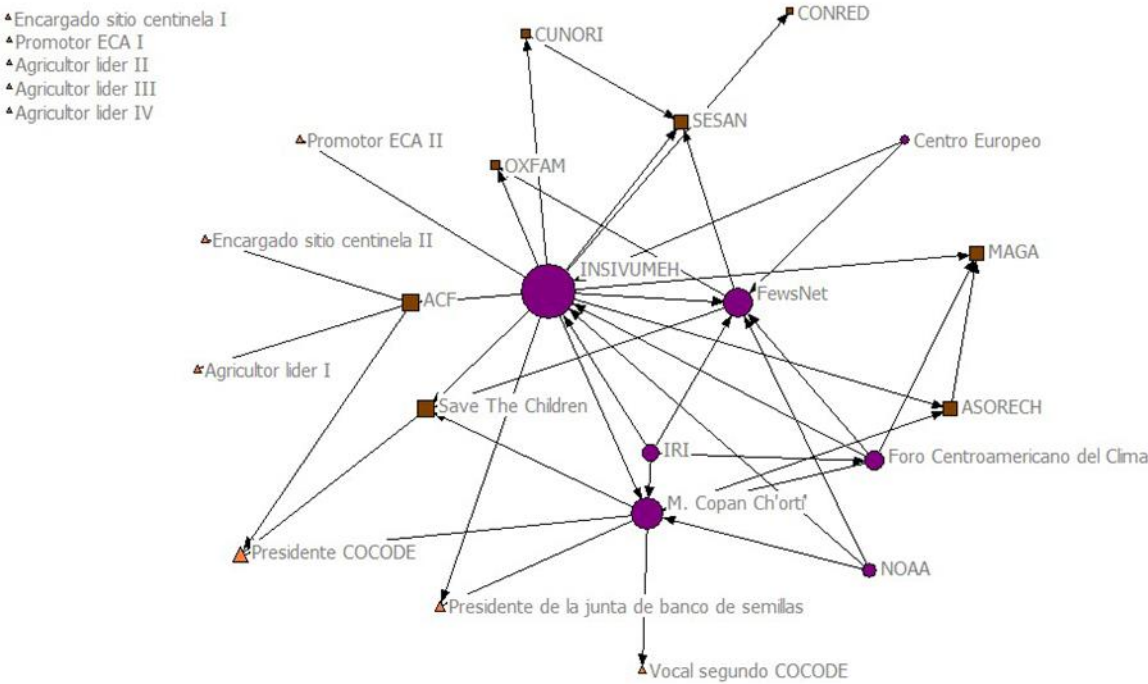 Encargado sitio centinela I
Promotor ECA I
Agricultor lider II
Agricultor lider III
Agricultor lider IV
CONRED
CUNORI
SESAN
Promotor ECA II
Centro Europeo
OXFAM
Encargado sitio centinela II
MAGA
INSIVUMEH
FewsNet
ACF
Agricultor lider I
Save The Children
ASORECH
IRI
Foro Centroamericano del Clima
M. Copan Ch'orti'
Presidente COCODE
NOAA
Presidente de la junta de banco de semillas
Vocal segundo COCODE